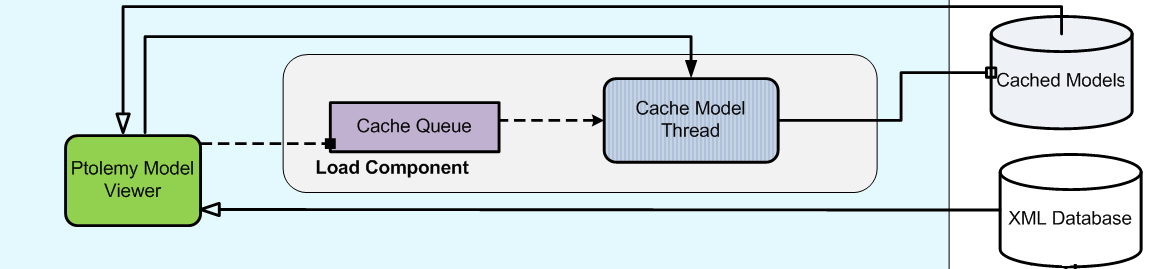 Cached Models
Cache Model
Thread
Cache Queue
Load Component
Ptolemy Model
Viewer
XML Database